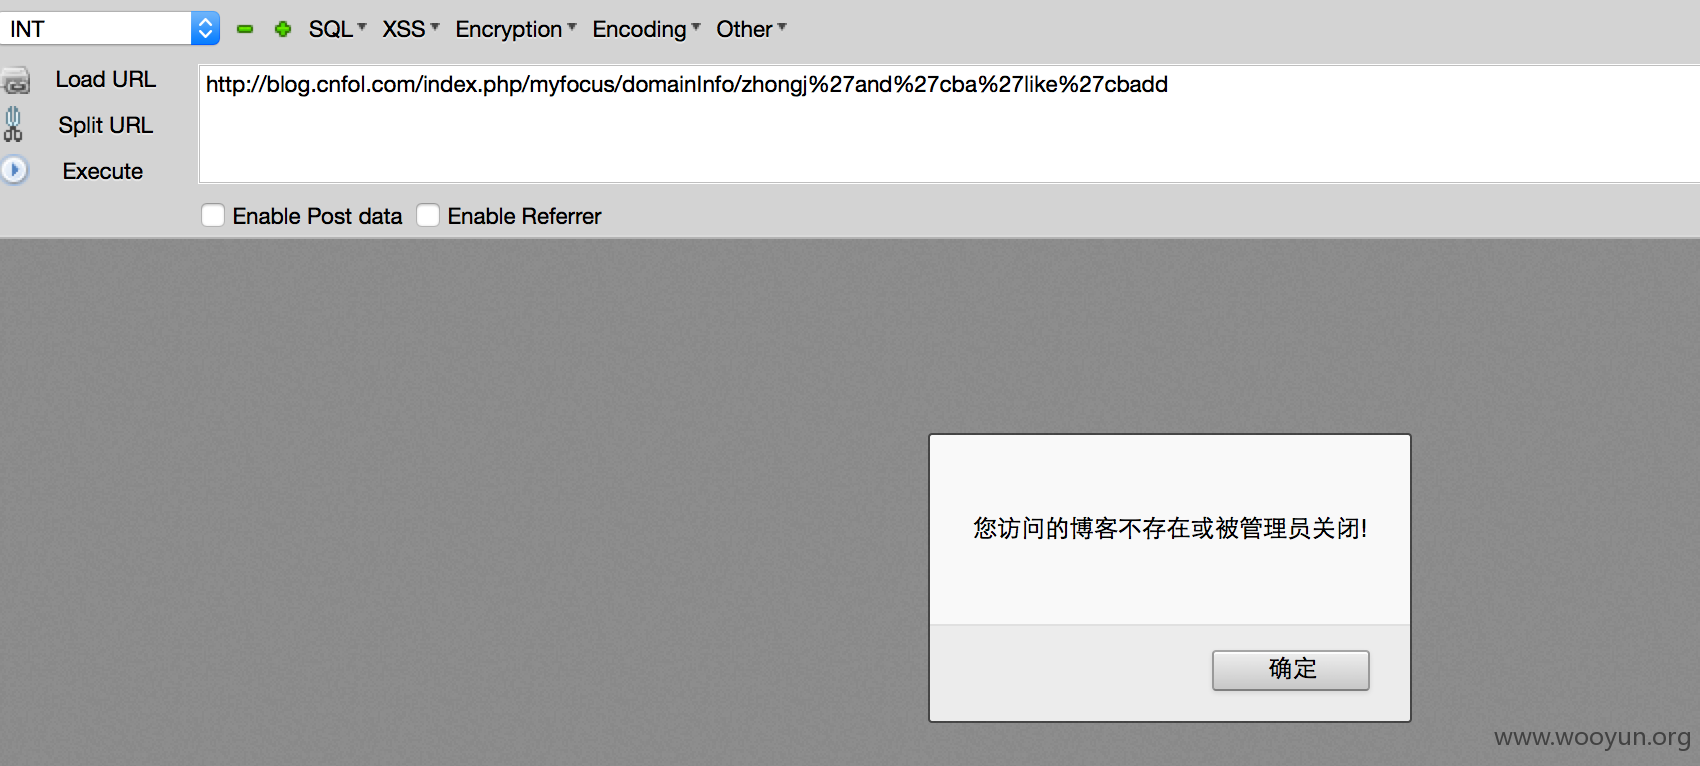 INT SQL XSS Encryption Encoding Other
Load URL
http://blog.cnfol.com/index.php/myfocus/domainInfo/zhongj%27and%27cba%27like%27cbadd
Split URL
Execute
Enable Post data Enable Referrer
您访问的博客不存在或被管理员关闭!
确定
www.wooyun.org